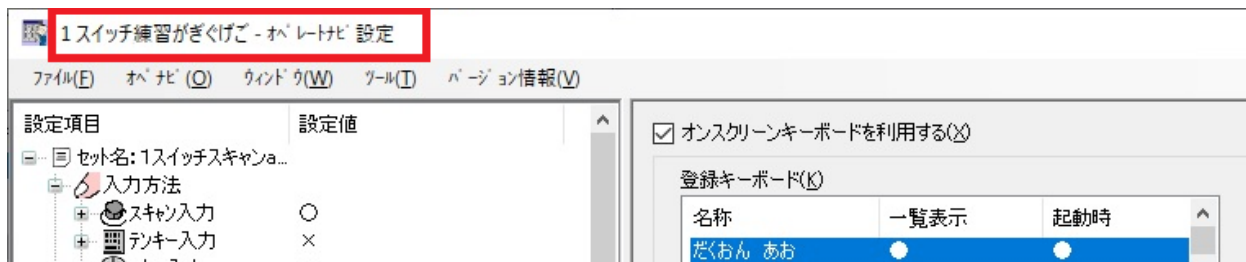 1スイッチ練習がぎぐげご - ｵﾍﾟﾚｰﾄﾅﾋﾞ設定
ﾌｧｲﾙ(F) ｵﾍﾟﾅﾋﾞ(O) ｳｨﾝﾄﾞｳ(W) ﾂｰﾙ(T) ﾊﾞｰｼﾞｮﾝ情報(V)
設定項目 設定値
セット名:1スイッチスキャンa...
入力方法
スキャン入力 ○
テンキー入力 ×
オンスクリーンキーボードを利用する(X)
登録キーボード(K)
名称 一覧表示 起動時
だくおん あお ● ●